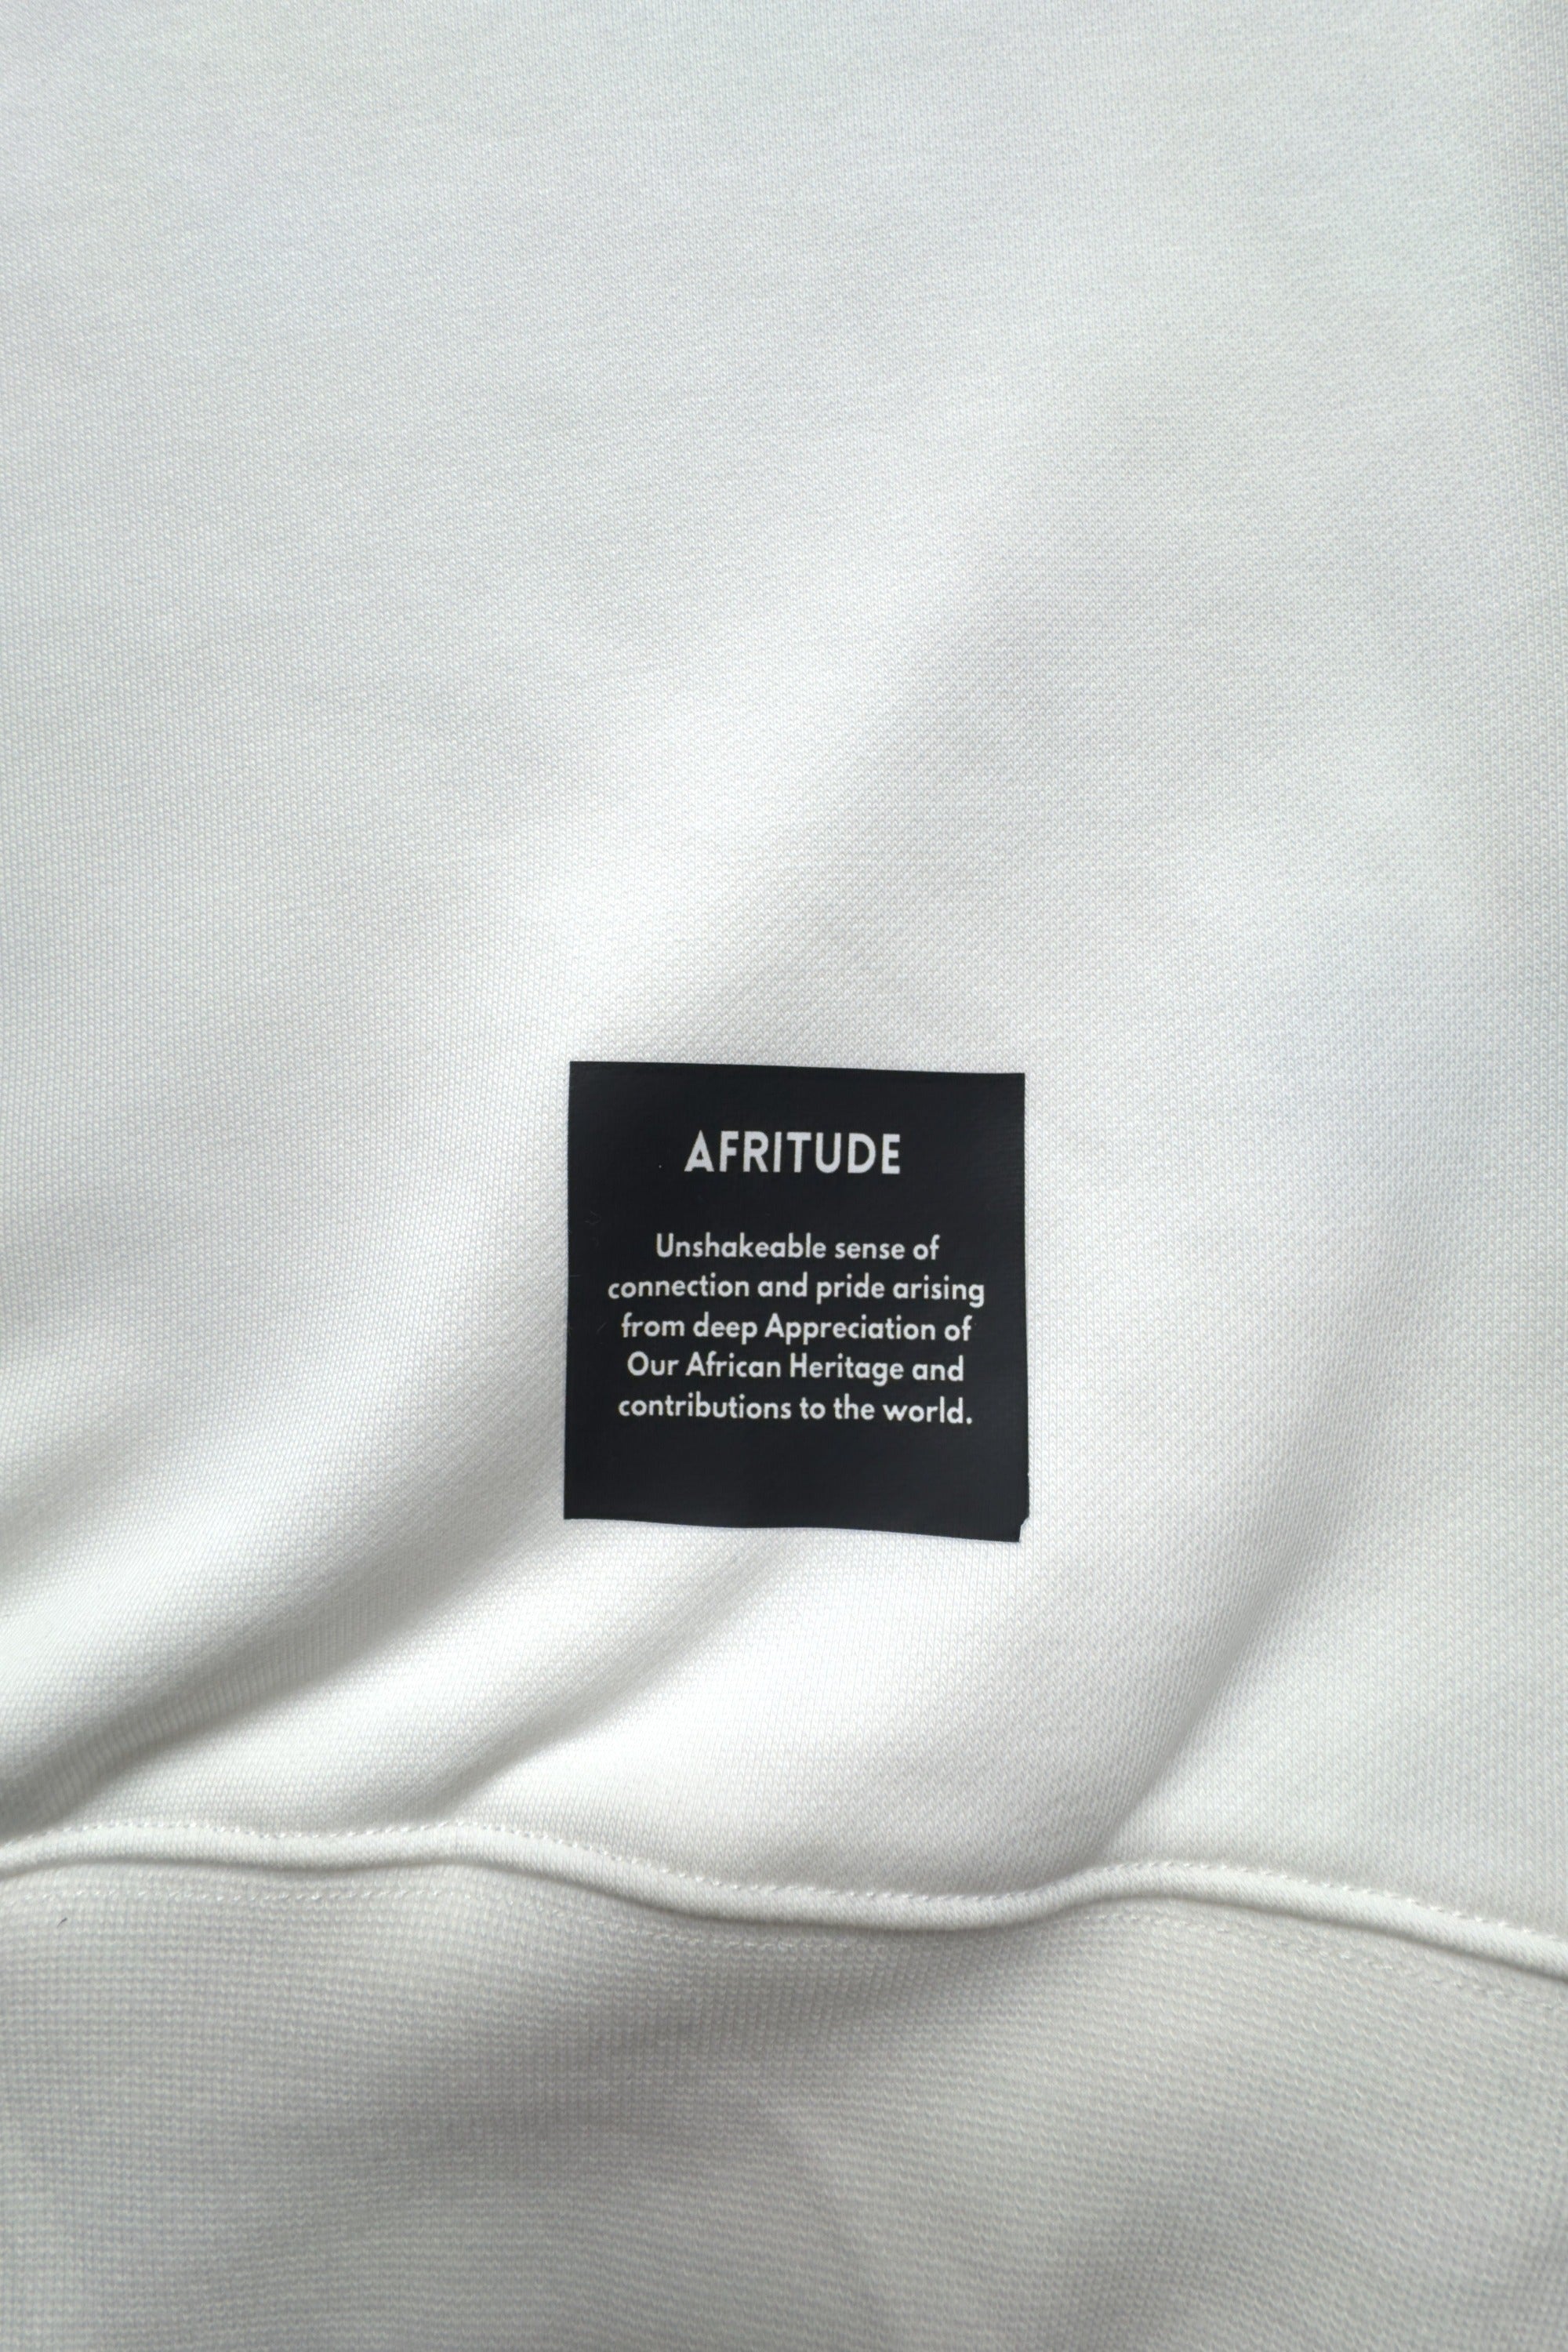 AFRITUDE
Unshakeable sense of
connection and pride arising
from deep Appreciation of
Our African Heritage and
contributions to the world.